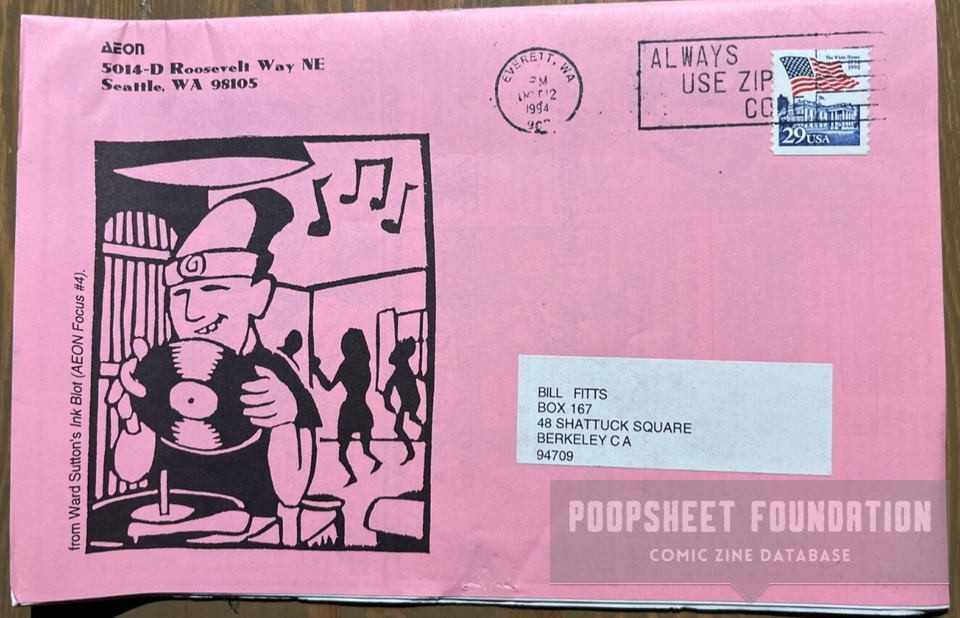 AEON
5014-D Roosevelt Way NE
Seattle, WA 98105
EVERETT, WA
PM
1994
ALWAYS
USE ZIP
The White House
1792 1992
29 USA
from Ward Sutton's Ink Blot (AEON Focus #4).
BILL FITTS
BOX 167
48 SHATTUCK SQUARE
BERKELEY CA
94709
POOPSHEET FOUNDATION
COMIC ZINE DATABASE